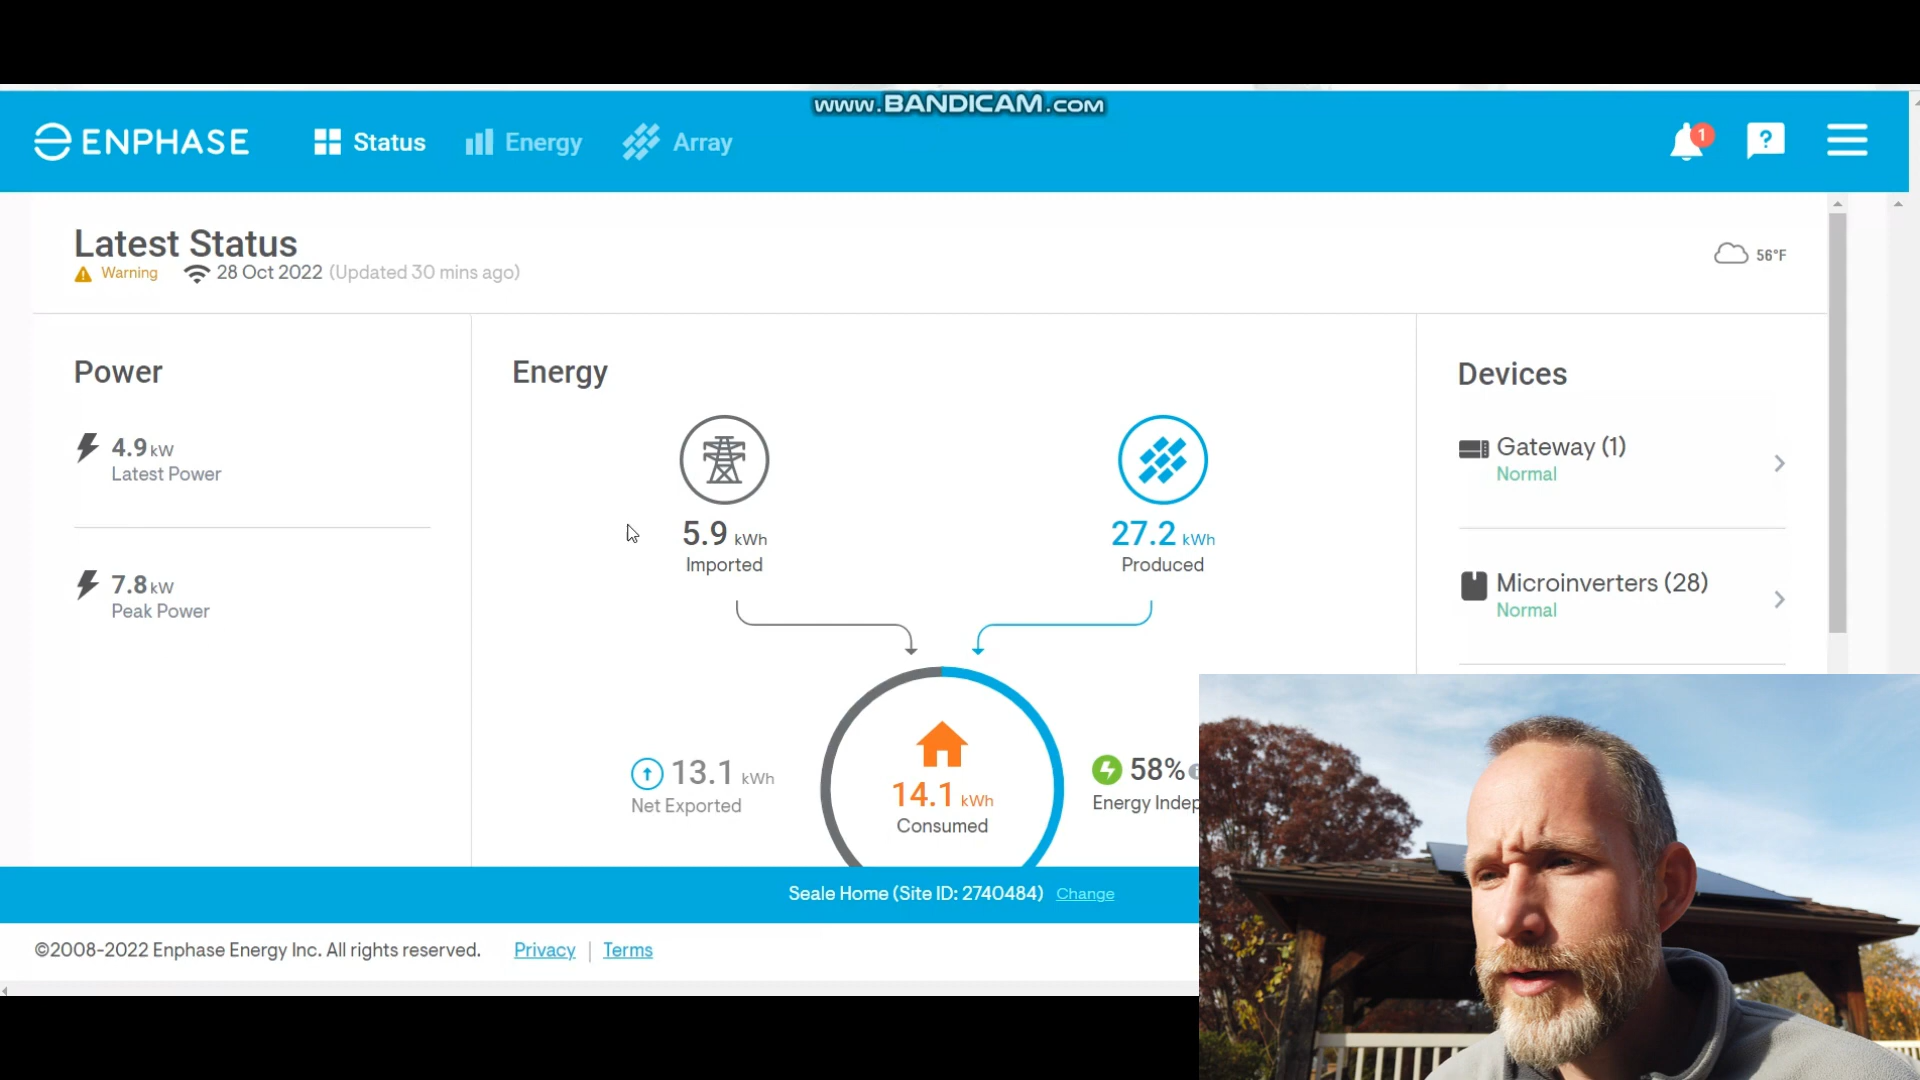 www.BANDICAM.com
ENPHASE Status Energy Array 1 ?
Latest Status
Warning 28 Oct 2022 (Updated 30 mins ago)
56°F
Power
4.9 kW
Latest Power
7.8 kW
Peak Power
Energy
5.9 kWh
Imported
27.2 kWh
Produced
13.1 kWh
Net Exported
14.1 kWh
Consumed
58%
Energy Indep
Devices
Gateway (1)
Normal
Microinverters (28)
Normal
Seale Home (Site ID: 2740484) Change
©2008-2022 Enphase Energy Inc. All rights reserved. Privacy | Terms